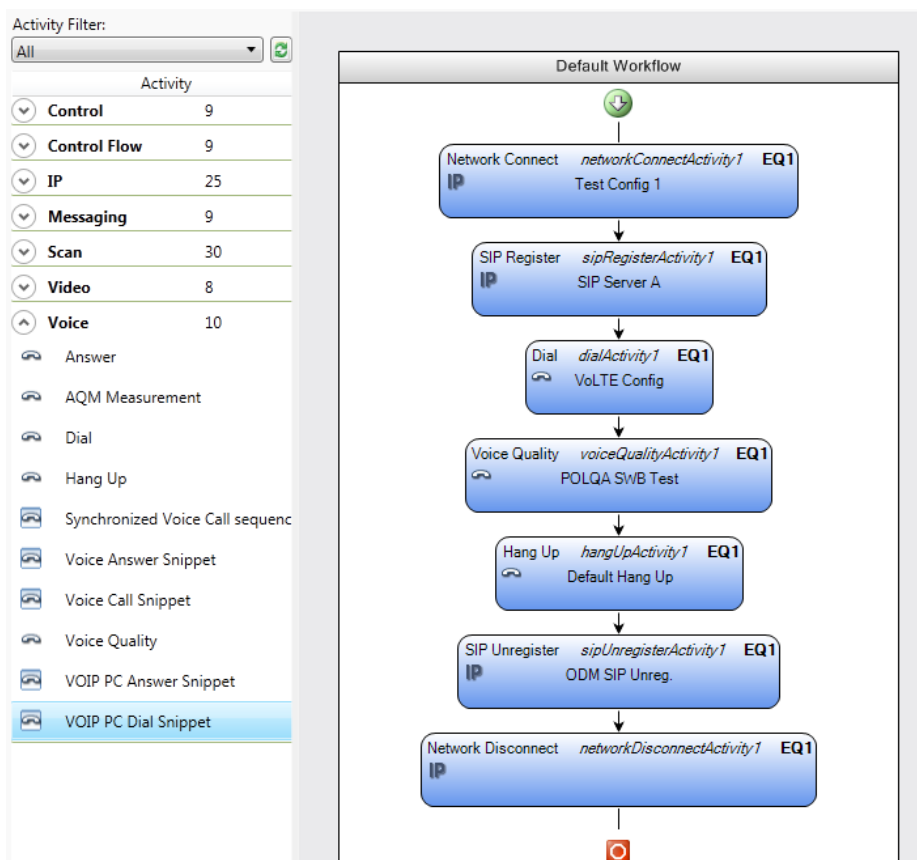 Activity Filter:
All
Activity
Control 9
Control Flow 9
IP 25
Messaging 9
Scan 30
Video 8
Voice 10
Answer
AQM Measurement
Dial
Hang Up
Synchronized Voice Call sequenc
Voice Answer Snippet
Voice Call Snippet
Voice Quality
VOIP PC Answer Snippet
VOIP PC Dial Snippet
Default Workflow
Network Connect networkConnectActivity1 EQ1
IP Test Config 1
SIP Register sipRegisterActivity1 EQ1
IP SIP Server A
Dial dialActivity1 EQ1
VoLTE Config
Voice Quality voiceQualityActivity1 EQ1
POLQA SWB Test
Hang Up hangUpActivity1 EQ1
Default Hang Up
SIP Unregister sipUnregisterActivity1 EQ1
IP ODM SIP Unreg.
Network Disconnect networkDisconnectActivity1 EQ1
IP